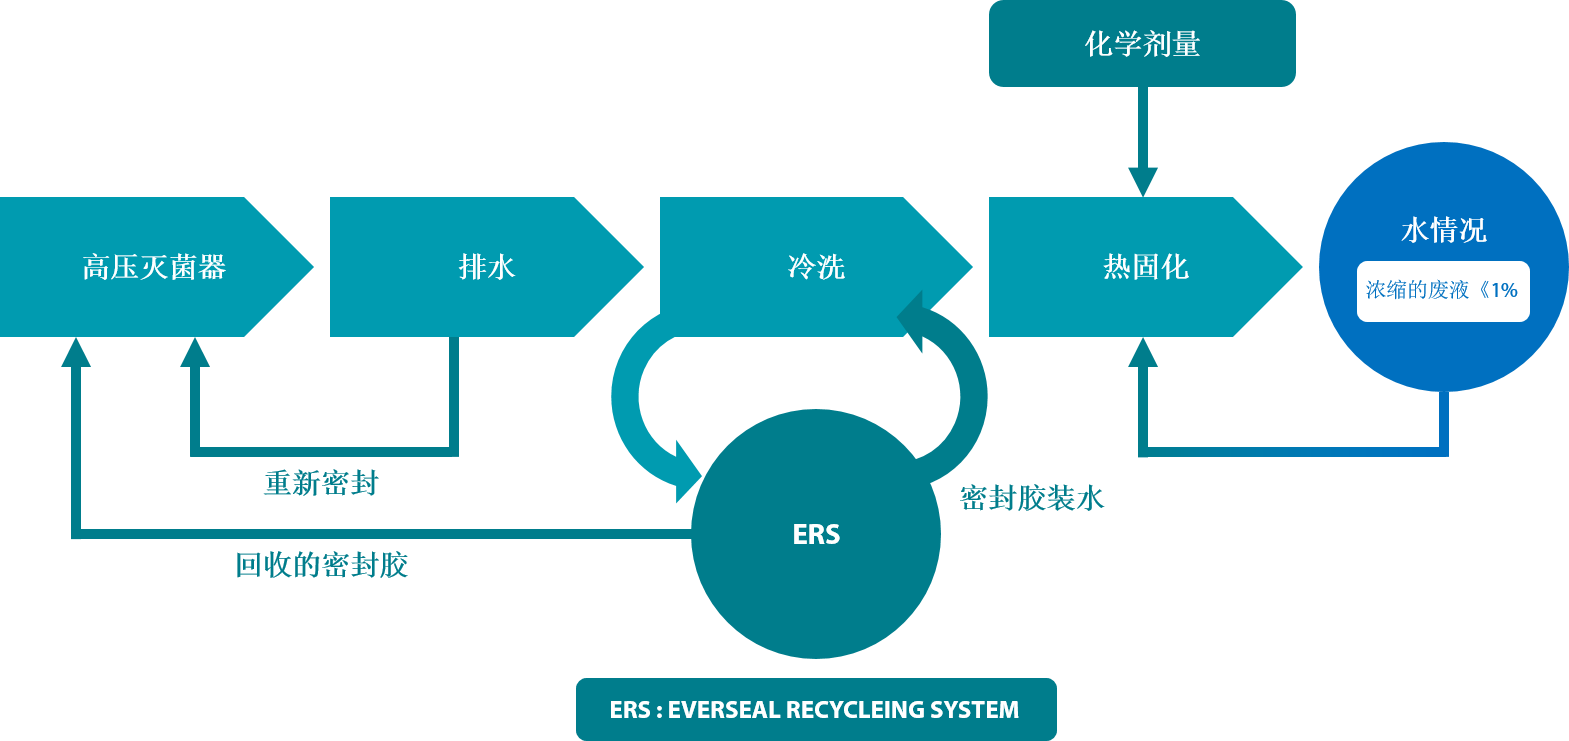 化学剂量
高压灭菌器
排水
冷洗
热固化
水情况
浓缩的废液《1%
重新密封
密封胶装水
ERS
回收的密封胶
ERS : EVERSEAL RECYCLEING SYSTEM